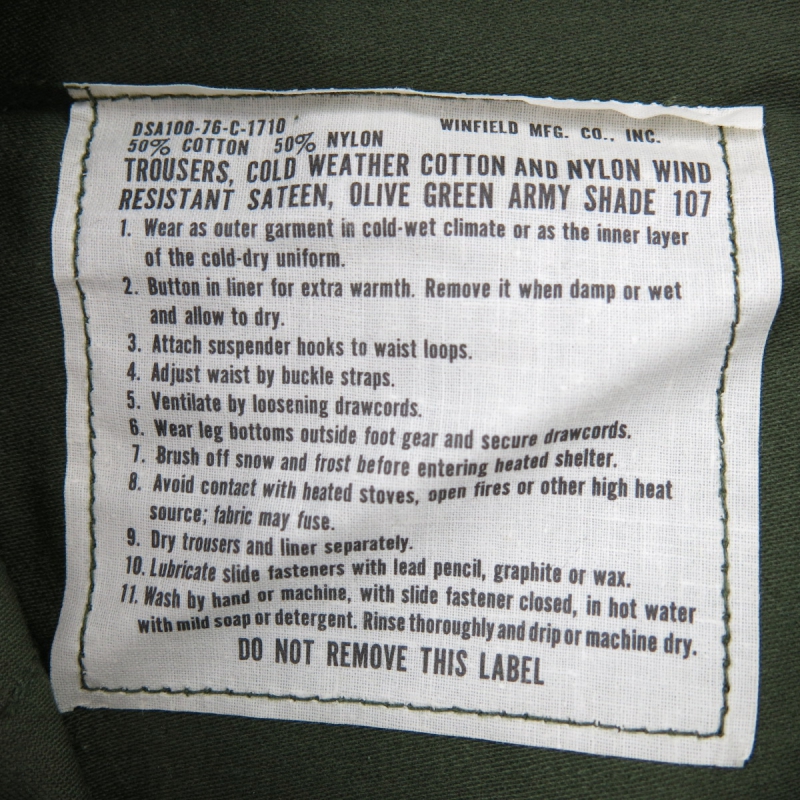 DSA100-76-C-1710 WINFIELD MFG. CO., INC.
50% COTTON 50% NYLON
TROUSERS, COLD WEATHER COTTON AND NYLON WIND
RESISTANT SATEEN, OLIVE GREEN ARMY SHADE 107
1. Wear as outer garment in cold-wet climate or as the inner layer
of the cold-dry uniform.
2. Button in liner for extra warmth. Remove it when damp or wet
and allow to dry.
3. Attach suspender hooks to waist loops.
4. Adjust waist by buckle straps.
5. Ventilate by loosening drawcords.
6. Wear leg bottoms outside foot gear and secure drawcords.
7. Brush off snow and frost before entering heated shelter.
8. Avoid contact with heated stoves, open fires or other high heat
source; fabric may fuse.
9. Dry trousers and liner separately.
10. Lubricate slide fasteners with lead pencil, graphite or wax.
11. Wash by hand or machine, with slide fastener closed, in hot water
with mild soap or detergent. Rinse thoroughly and drip or machine dry.
DO NOT REMOVE THIS LABEL